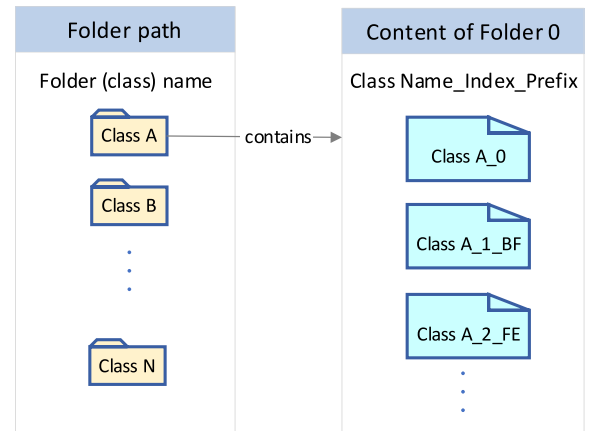 Folder path
Folder (class) name
Class A
Class B
Class N
contains
Content of Folder 0
Class Name_Index_Prefix
Class A_0
Class A_1_BF
Class A_2_FE